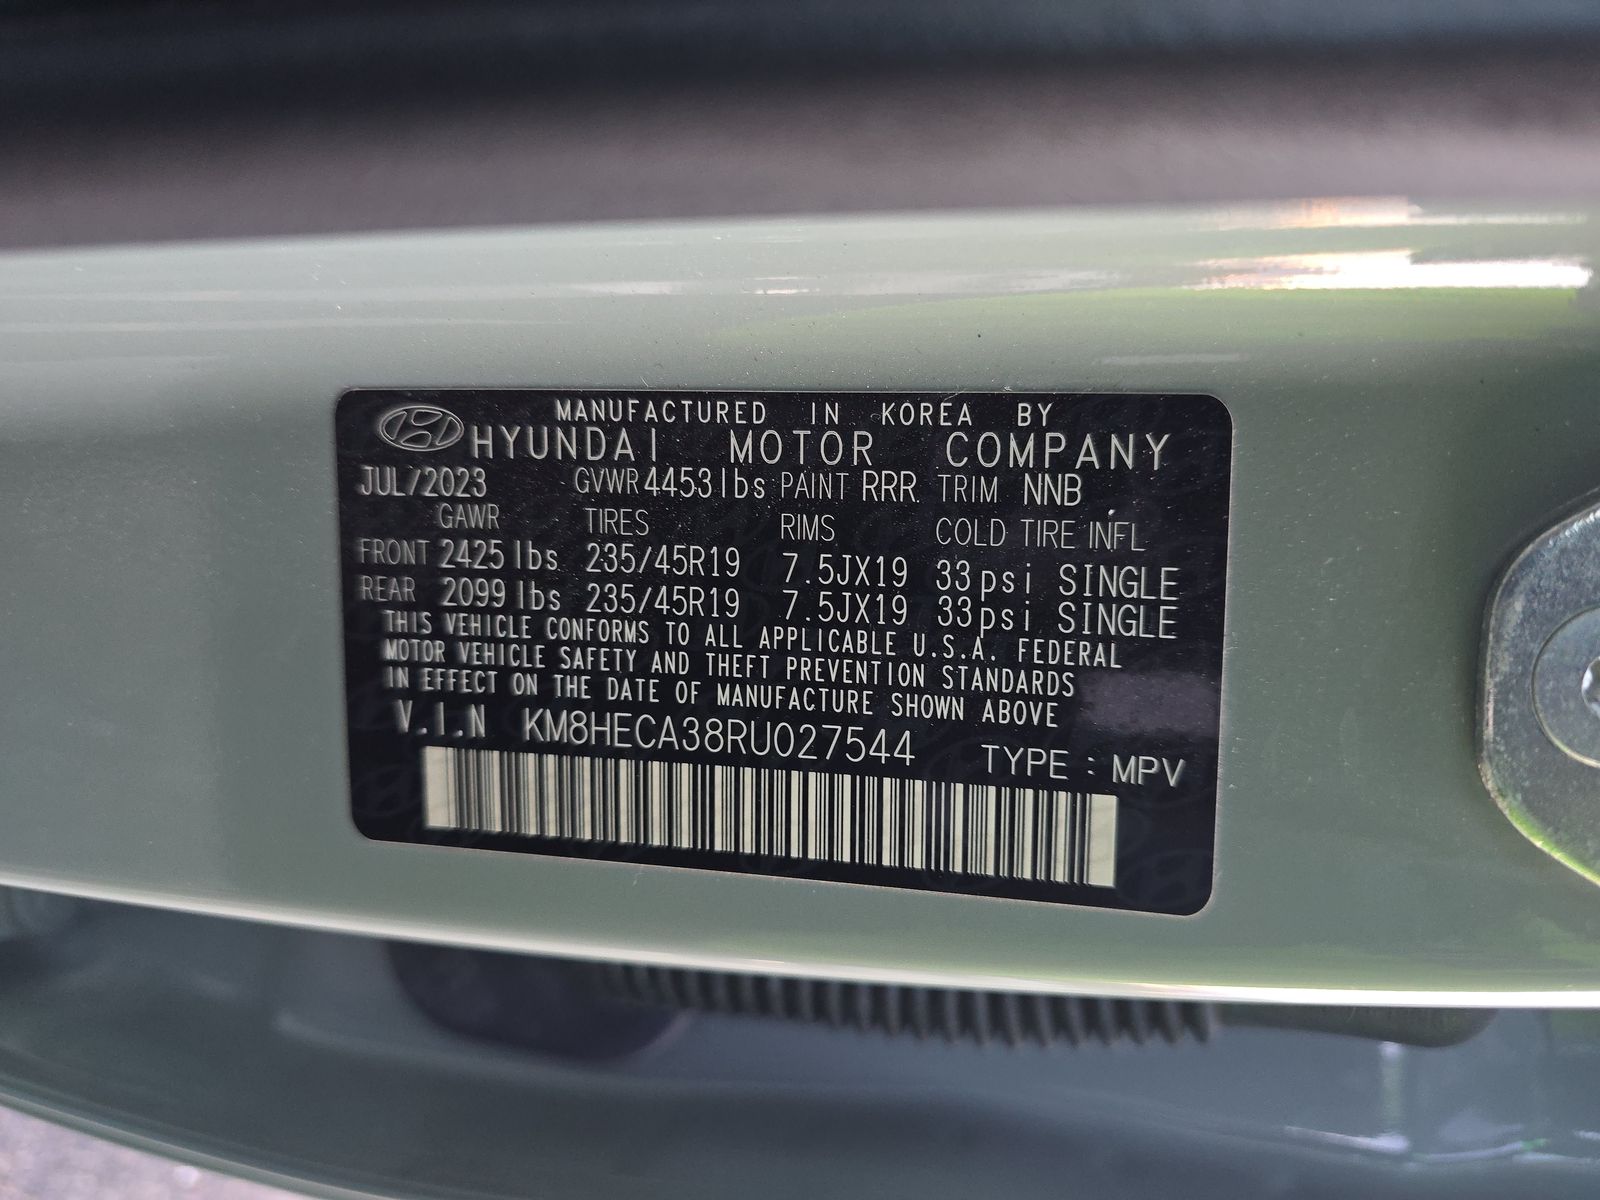 MANUFACTURED IN KOREA BY
HYUNDAI MOTOR COMPANY
JUL/2023 GVWR 4453 lbs PAINT RRR TRIM NNB
GAWR TIRES RIMS COLD TIRE INFL
FRONT 2425 lbs 235/45R19 7.5JX19 33psi SINGLE
REAR 2099 lbs 235/45R19 7.5JX19 33psi SINGLE
THIS VEHICLE CONFORMS TO ALL APPLICABLE U.S.A. FEDERAL
MOTOR VEHICLE SAFETY AND THEFT PREVENTION STANDARDS
IN EFFECT ON THE DATE OF MANUFACTURE SHOWN ABOVE
V.I.N KM8HECA38RU027544 TYPE : MPV